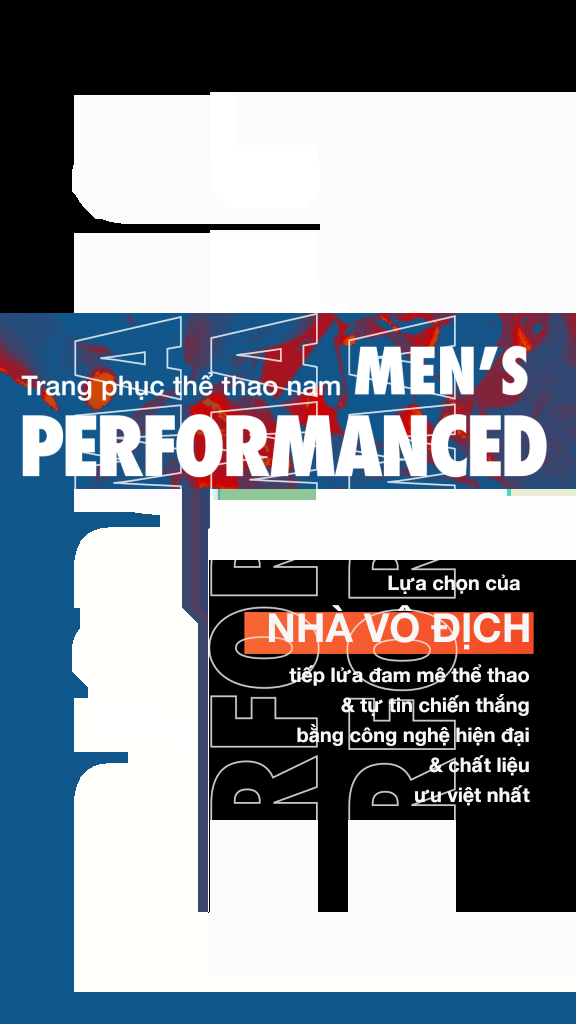 Trang phục thể thao nam MEN'S
PERFORMANCED
Lựa chọn của
NHÀ VÔ ĐỊCH
tiếp lửa đam mê thể thao
& tự tin chiến thắng
bằng công nghệ hiện đại
& chất liệu
ưu việt nhất